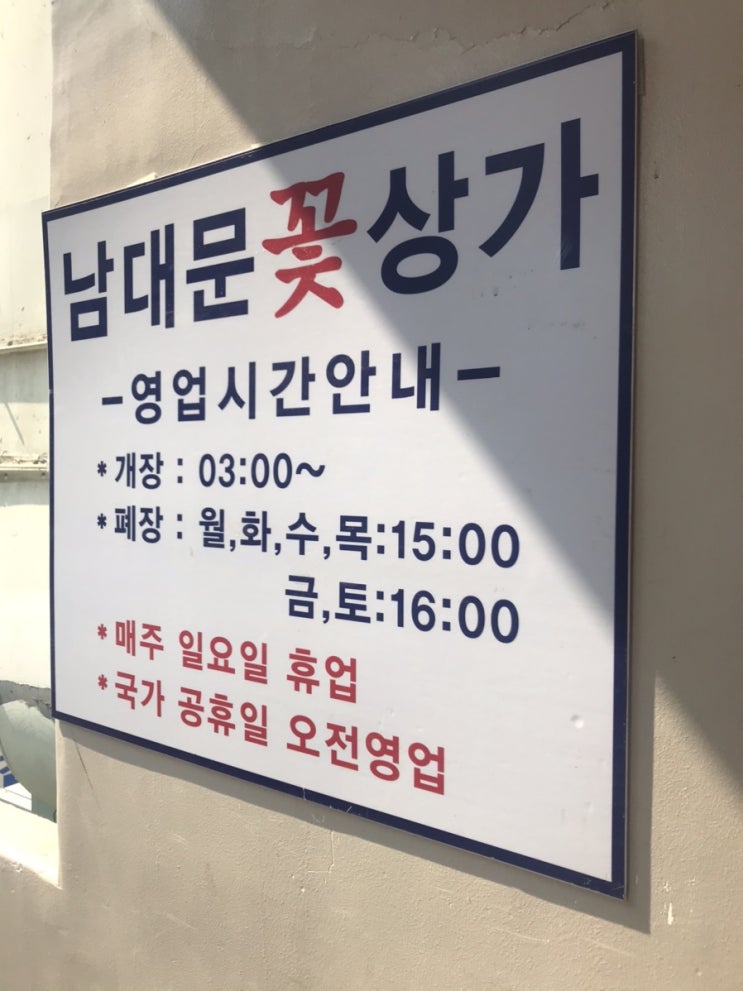 남대문꽃상가
-영업시간안내-
*개장 : 03:00~
*폐장 : 월,화,수,목:15:00
금,토:16:00
*매주 일요일 휴업
*국가 공휴일 오전영업